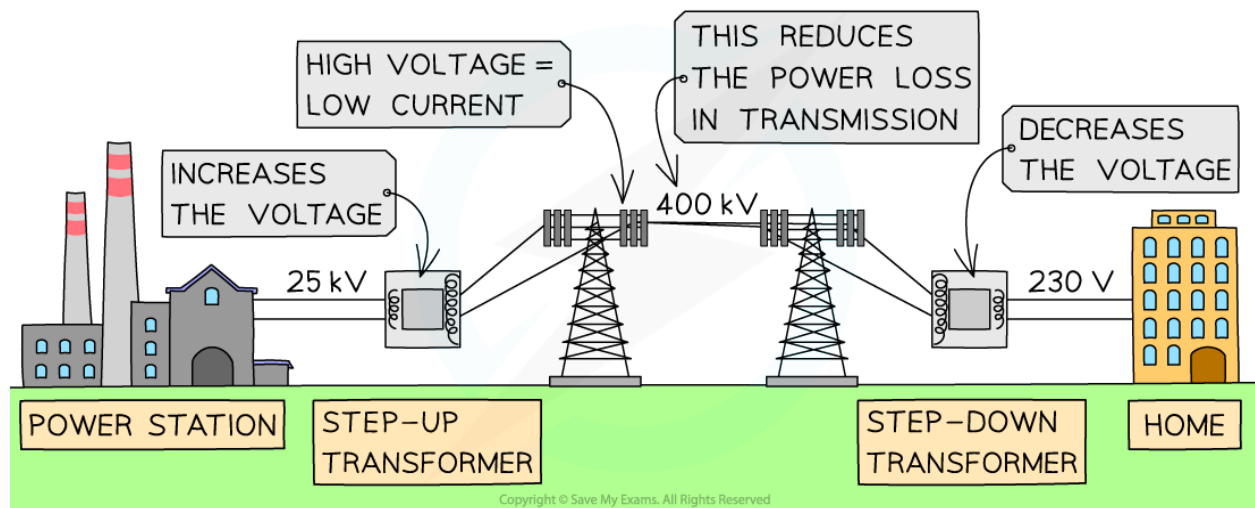 HIGH VOLTAGE =
LOW CURRENT
THIS REDUCES
THE POWER LOSS
IN TRANSMISSION
DECREASES
THE VOLTAGE
INCREASES
THE VOLTAGE
400 kV
25 kV
230 V
POWER STATION
STEP-UP
TRANSFORMER
STEP-DOWN
TRANSFORMER
HOME
Copyright © Save My Exams. All Rights Reserved